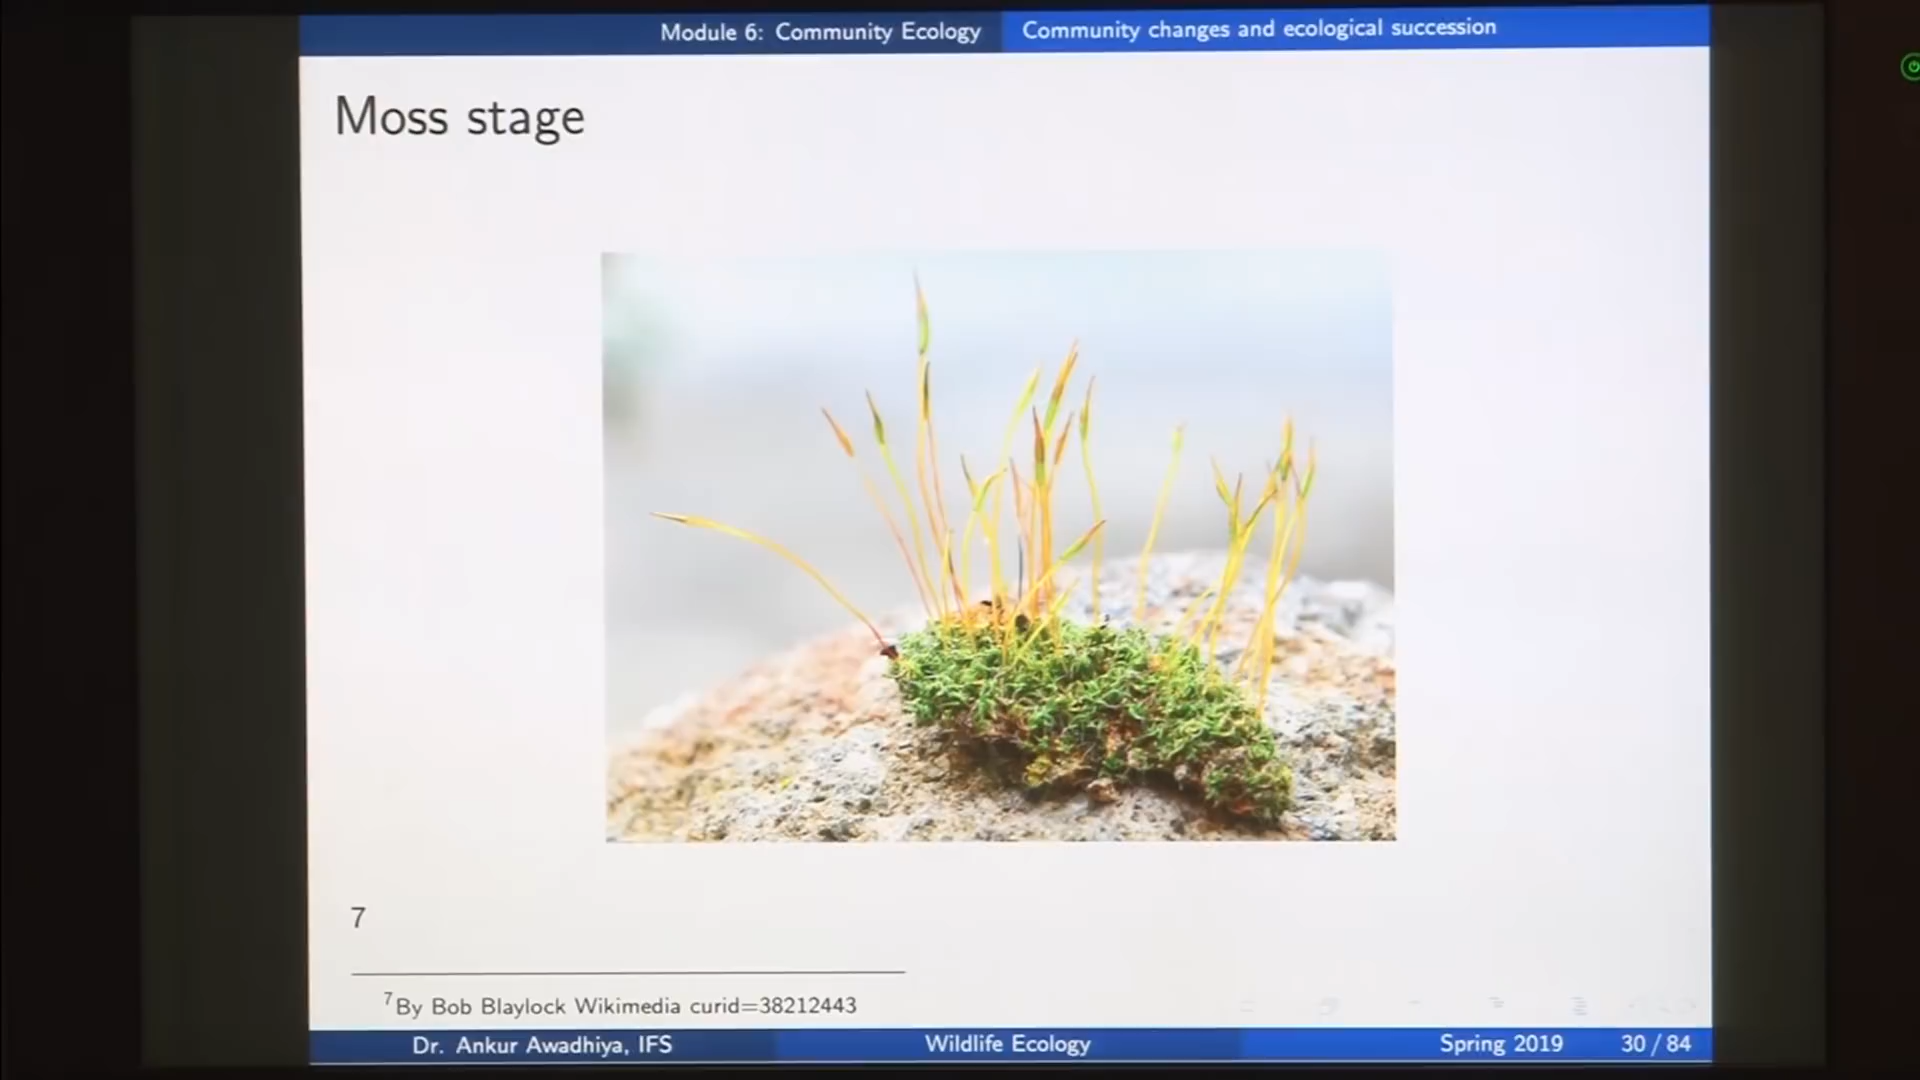 Module 6: Community Ecology Community changes and ecological succession
Moss stage
7
7By Bob Blaylock Wikimedia curid=38212443
Dr. Ankur Awadhiya, IFS Wildlife Ecology Spring 2019 30 / 84